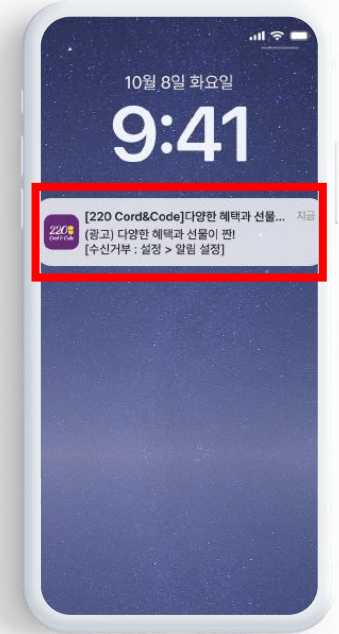 10월 8일 화요일
9:41
[220 Cord&Code]다양한 혜택과 선물... 지금
(광고) 다양한 혜택과 선물이 짠!
[수신거부 : 설정 > 알림 설정]
220
Cord & Code